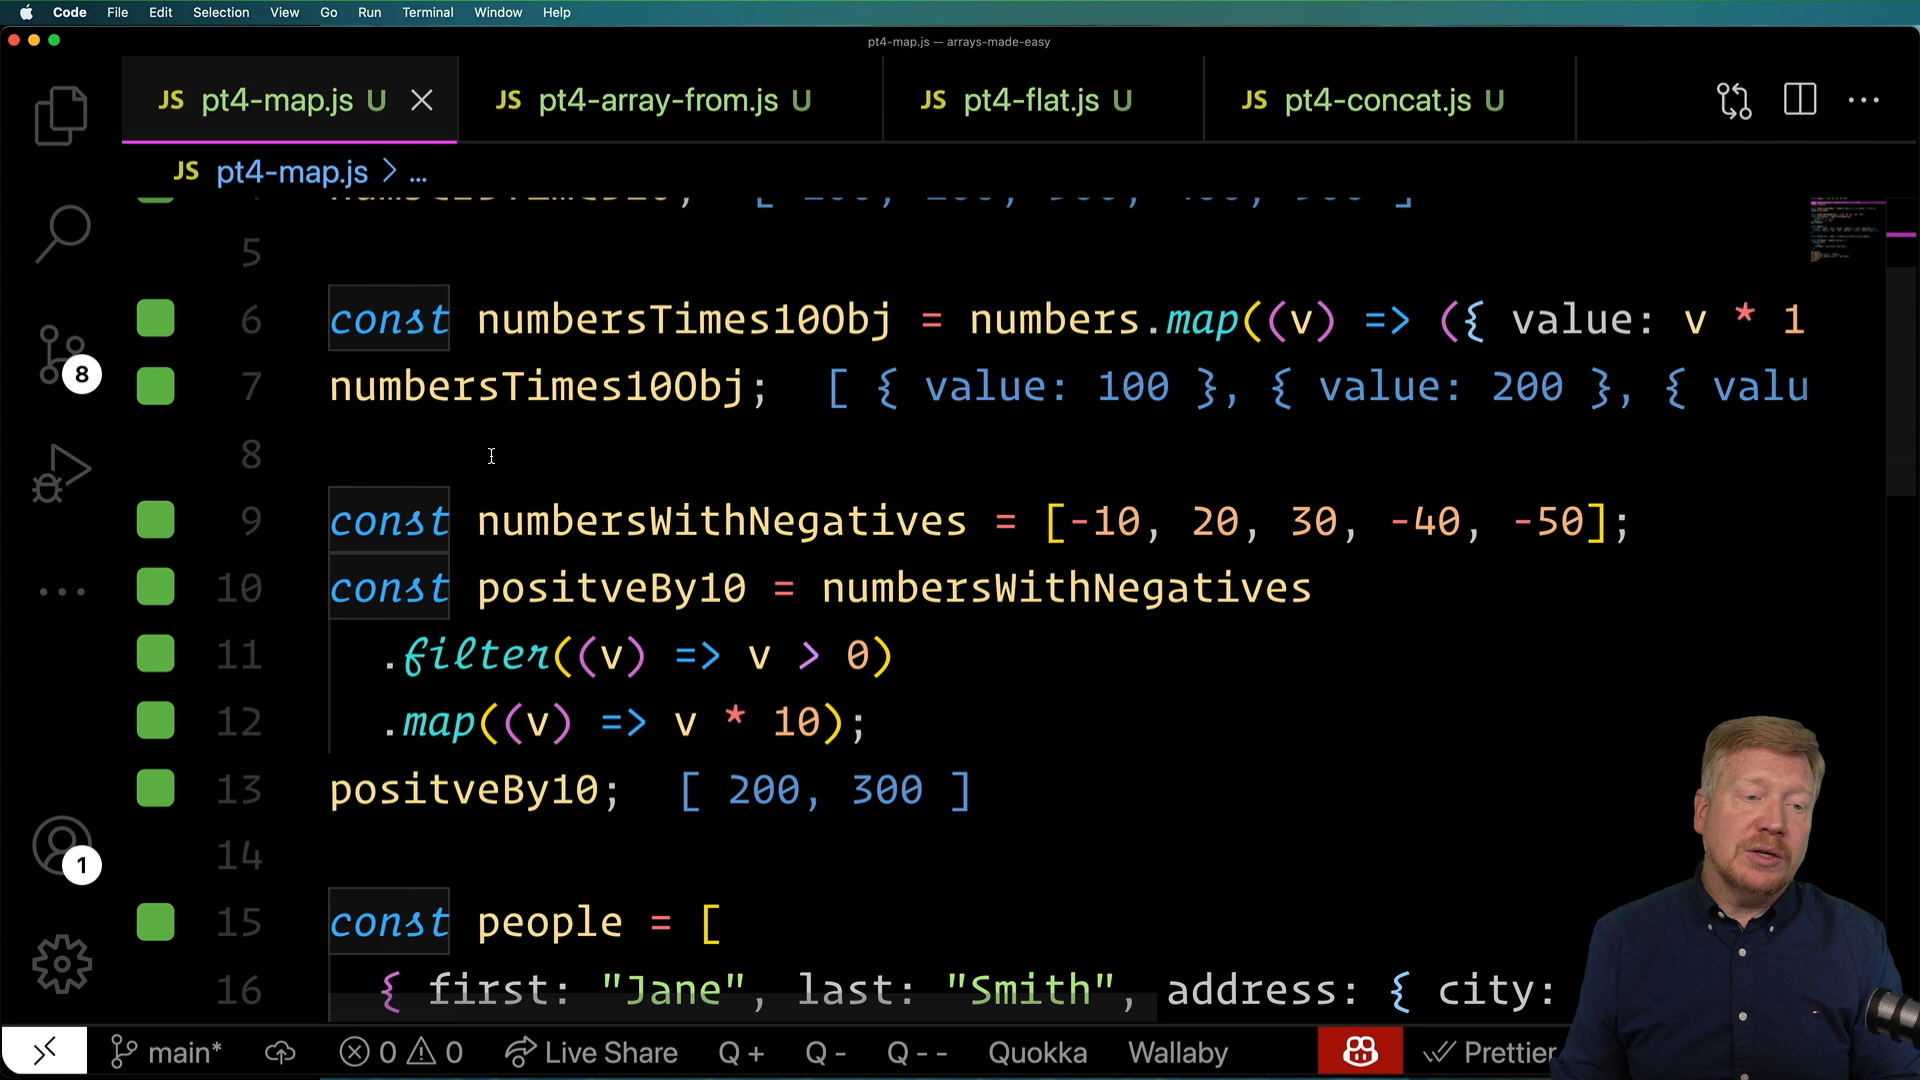 Code File Edit Selection View Go Run Terminal Window Help
pt4-map.js — arrays-made-easy
JS pt4-map.js U JS pt4-array-from.js U JS pt4-flat.js U JS pt4-concat.js U
JS pt4-map.js > ...
5
6 const numbersTimes10Obj = numbers.map((v) => ({ value: v * 1
7 numbersTimes10Obj; [ { value: 100 }, { value: 200 }, { valu
8
9 const numbersWithNegatives = [-10, 20, 30, -40, -50];
10 const positveBy10 = numbersWithNegatives
11 .filter((v) => v > 0)
12 .map((v) => v * 10);
13 positveBy10; [ 200, 300 ]
14
15 const people = [
16 { first: "Jane", last: "Smith", address: { city:
8
1
main* 0 0 Live Share Q + Q - Q - - Quokka Wallaby Prettier